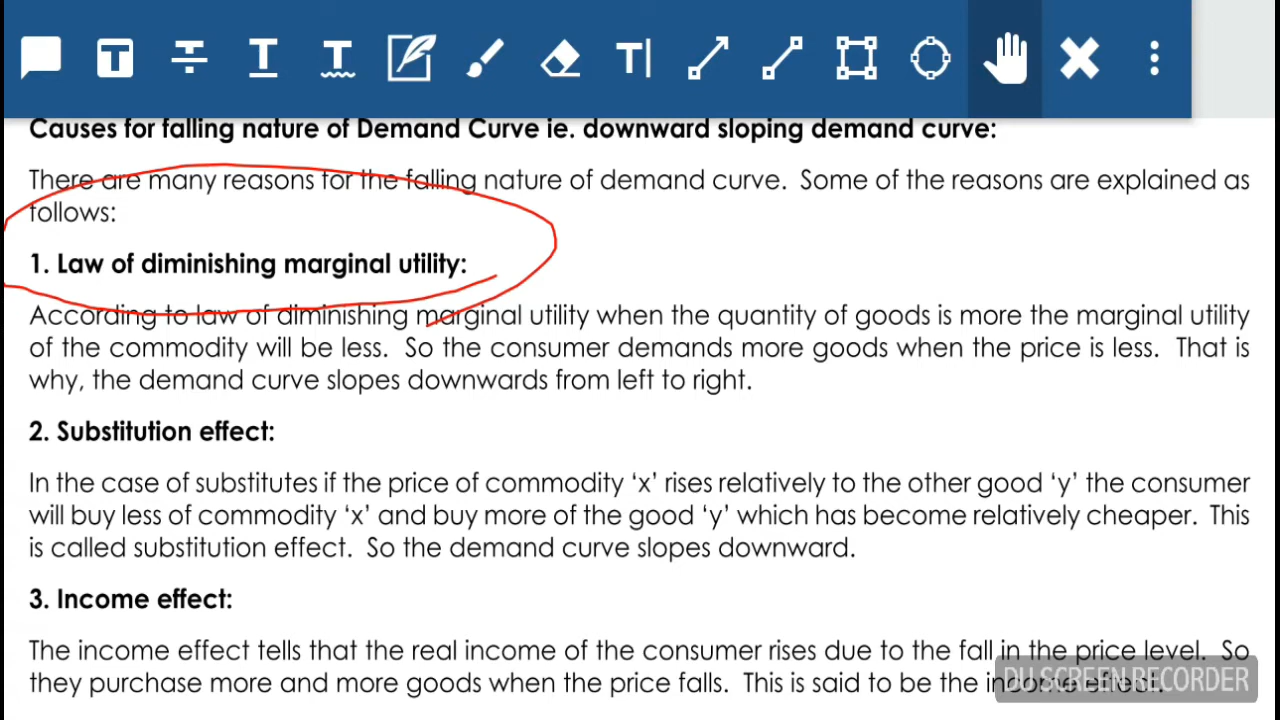 Causes for falling nature of Demand Curve ie. downward sloping demand curve:
There are many reasons for the falling nature of demand curve. Some of the reasons are explained as
follows:
1. Law of diminishing marginal utility:
According to law of diminishing marginal utility when the quantity of goods is more the marginal utility
of the commodity will be less. So the consumer demands more goods when the price is less. That is
why, the demand curve slopes downwards from left to right.
2. Substitution effect:
In the case of substitutes if the price of commodity ‘x’ rises relatively to the other good ‘y’ the consumer
will buy less of commodity ‘x’ and buy more of the good ‘y’ which has become relatively cheaper. This
is called substitution effect. So the demand curve slopes downward.
3. Income effect:
The income effect tells that the real income of the consumer rises due to the fall in the price level. So
they purchase more and more goods when the price falls. This is said to be the income effect.
DU SCREEN RECORDER